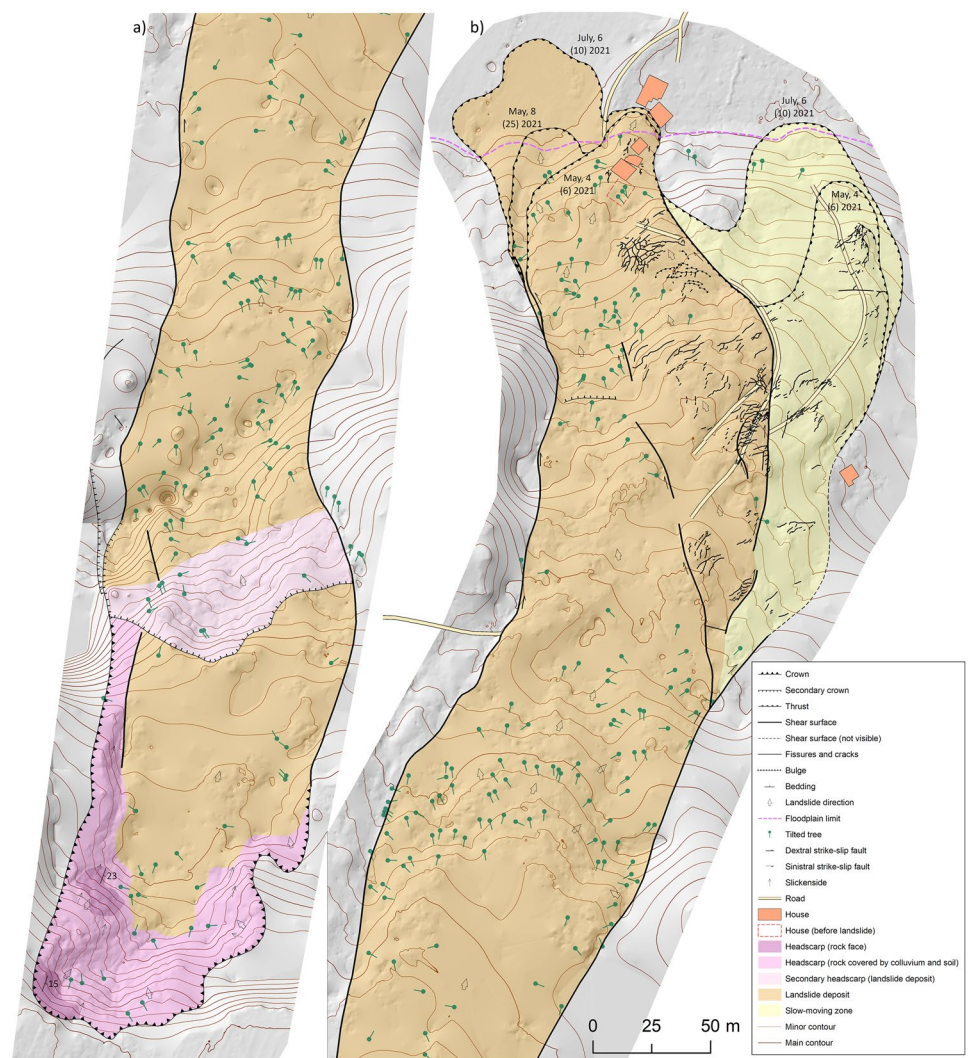 a)
b)
July, 6
(10) 2021
May, 8
(25) 2021
May, 4
(6) 2021
July, 6
(10) 2021
May, 4
(6) 2021
23
15
Crown
Secondary crown
Thrust
Shear surface
Shear surface (not visible)
Fissures and cracks
Bulge
Bedding
Landslide direction
Floodplain limit
Tilted tree
Dextral strike-slip fault
Sinistral strike-slip fault
Slickenside
Road
House
House (before landslide)
Headscarp (rock face)
Headscarp (rock covered by colluvium and soil)
Secondary headscarp (landslide deposit)
Landslide deposit
Slow-moving zone
Minor contour
Main contour
0 25 50 m